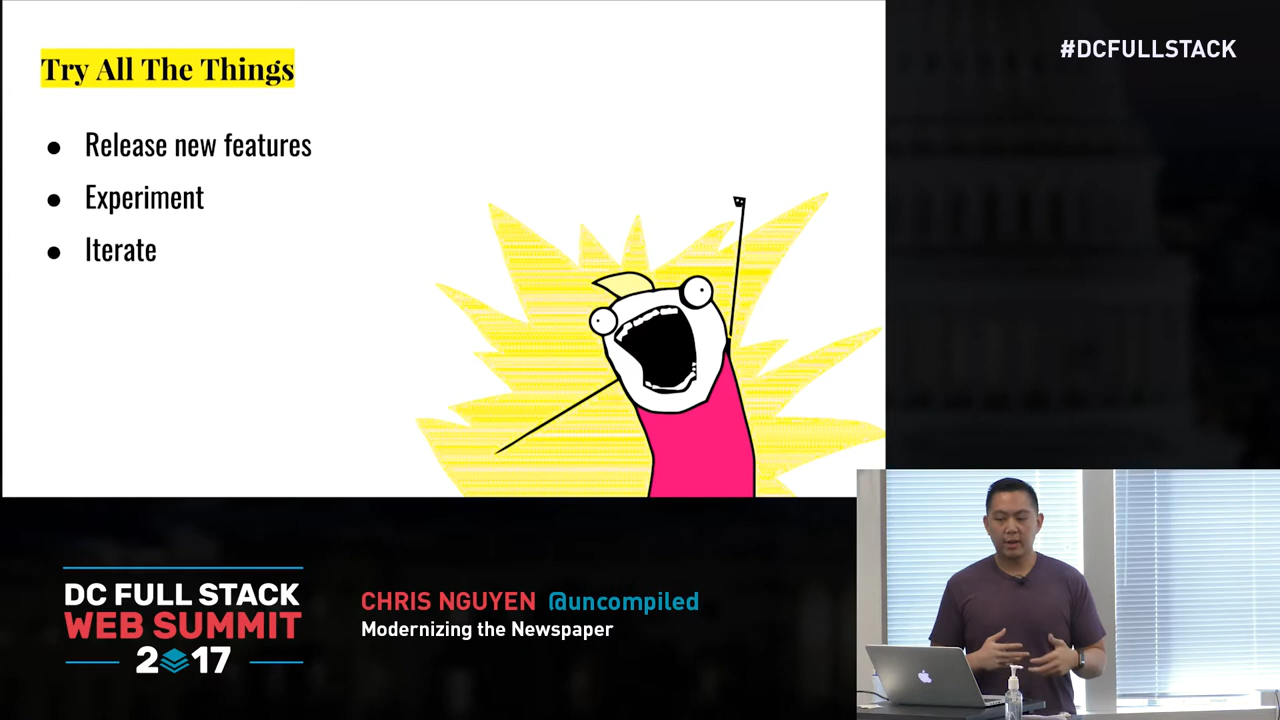 Try All The Things
● Release new features
● Experiment
● Iterate
#DCFULLSTACK
DC FULL STACK
WEB SUMMIT
2017
CHRIS NGUYEN @uncompiled
Modernizing the Newspaper